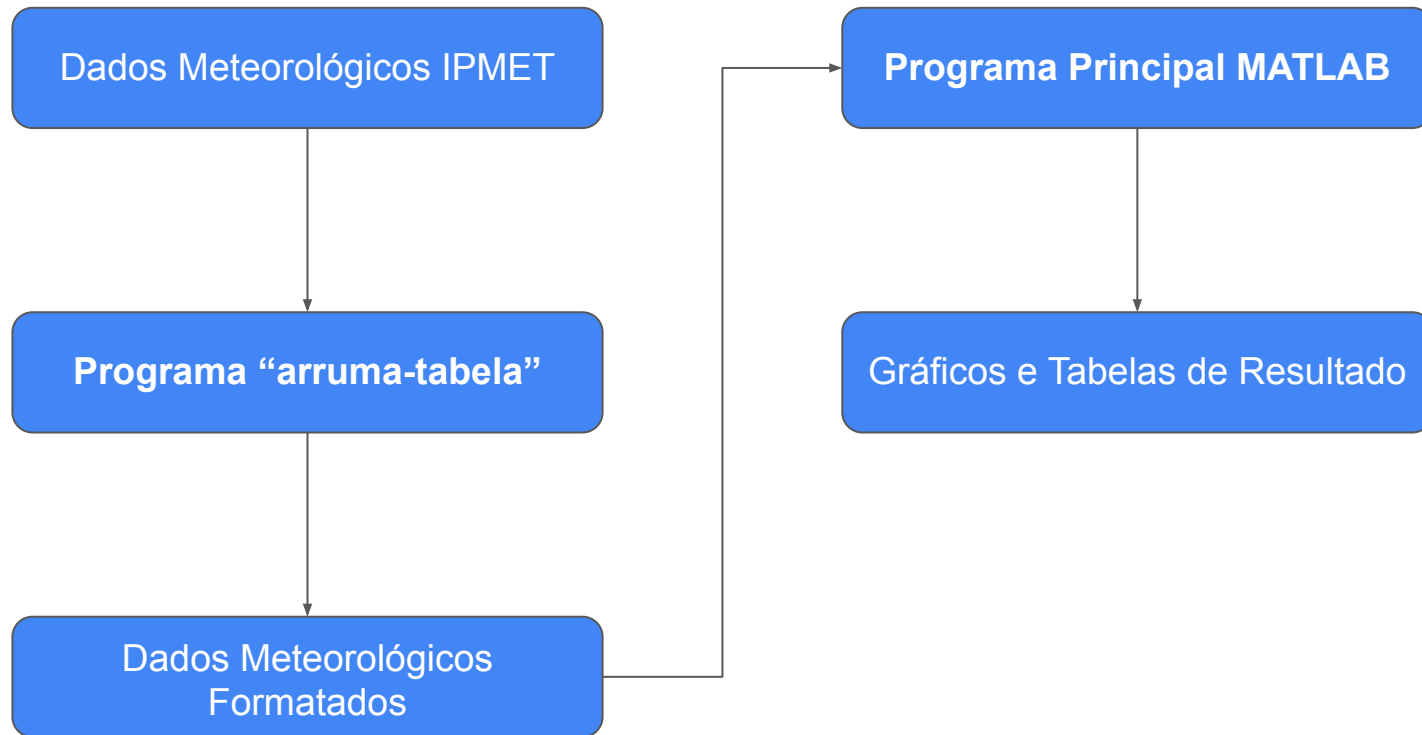 Dados Meteorológicos IPMET
Programa “arruma-tabela”
Dados Meteorológicos
Formatados
Programa Principal MATLAB
Gráficos e Tabelas de Resultado